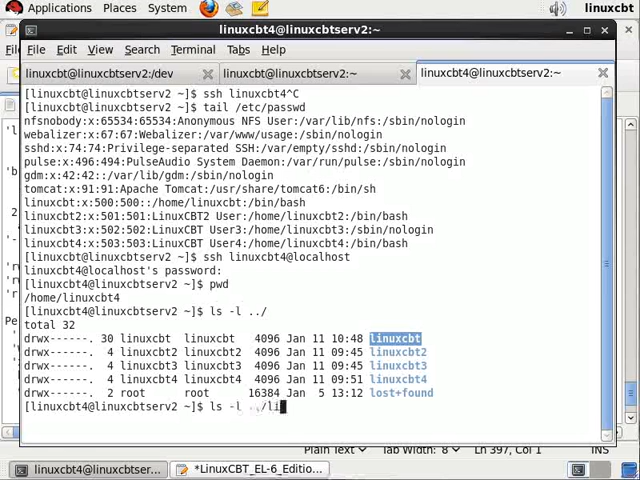 Applications Places System linuxcbt
linuxcbt4@linuxcbtserv2:~
File Edit View Search Terminal Tabs Help
linuxcbt@linuxcbtserv2:/dev linuxcbt@linuxcbtserv2:~ linuxcbt4@linuxcbtserv2:~
[linuxcbt@linuxcbtserv2 ~]$ ssh linuxcbt4^C
[linuxcbt@linuxcbtserv2 ~]$ tail /etc/passwd
nfsnobody:x:65534:65534:Anonymous NFS User:/var/lib/nfs:/sbin/nologin
webalizer:x:67:67:Webalizer:/var/www/usage:/sbin/nologin
sshd:x:74:74:Privilege-separated SSH:/var/empty/sshd:/sbin/nologin
pulse:x:496:494:PulseAudio System Daemon:/var/run/pulse:/sbin/nologin
gdm:x:42:42::/var/lib/gdm:/sbin/nologin
tomcat:x:91:91:Apache Tomcat:/usr/share/tomcat6:/bin/sh
linuxcbt:x:500:500::/home/linuxcbt:/bin/bash
linuxcbt2:x:501:501:LinuxCBT2 User:/home/linuxcbt2:/bin/bash
linuxcbt3:x:502:502:LinuxCBT User3:/home/linuxcbt3:/sbin/nologin
linuxcbt4:x:503:503:LinuxCBT User4:/home/linuxcbt4:/bin/bash
[linuxcbt@linuxcbtserv2 ~]$ ssh linuxcbt4@localhost
linuxcbt4@localhost's password:
[linuxcbt4@linuxcbtserv2 ~]$ pwd
/home/linuxcbt4
[linuxcbt4@linuxcbtserv2 ~]$ ls -l ../
total 32
drwx------. 30 linuxcbt linuxcbt 4096 Jan 11 10:48 linuxcbt
drwx------. 4 linuxcbt2 linuxcbt2 4096 Jan 11 09:45 linuxcbt2
drwx------. 4 linuxcbt3 linuxcbt3 4096 Jan 11 09:45 linuxcbt3
drwx------. 4 linuxcbt4 linuxcbt4 4096 Jan 11 09:51 linuxcbt4
drwx------. 2 root root 16384 Jan 5 13:12 lost+found
[linuxcbt4@linuxcbtserv2 ~]$ ls -l ../li
Plain Text Tab Width: 8 Ln 397, Col 1 INS
linuxcbt4@linuxcbtser... *LinuxCBT_EL-6_Editio...